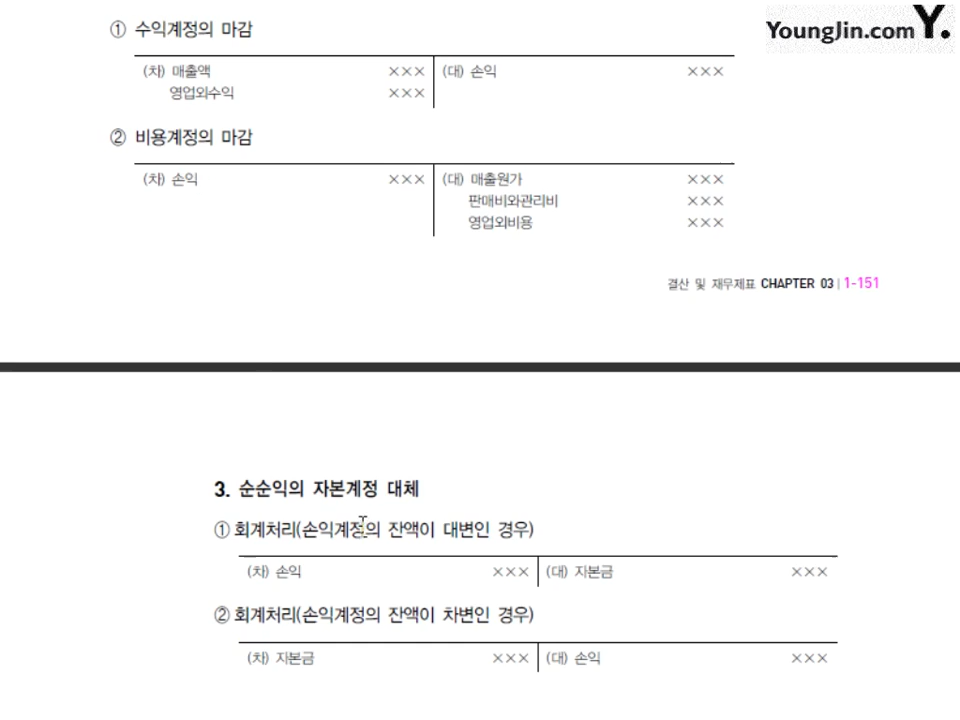 YoungJin.com Y.
① 수익계정의 마감
(차) 매출액 ××× (대) 손익 ×××
영업외수익 ×××
② 비용계정의 마감
(차) 손익 ××× (대) 매출원가 ×××
판매비와관리비 ×××
영업외비용 ×××
결산 및 재무제표 CHAPTER 03 | 1-151
3. 순순익의 자본계정 대체
① 회계처리(손익계정의 잔액이 대변인 경우)
(차) 손익 ××× (대) 자본금 ×××
② 회계처리(손익계정의 잔액이 차변인 경우)
(차) 자본금 ××× (대) 손익 ×××